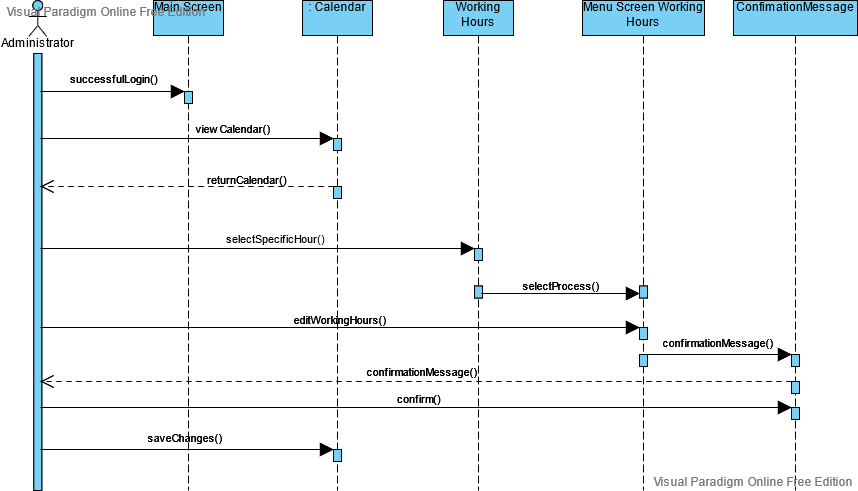 Visual Paradigm Online Free Edition
Main Screen
: Calendar
Working
Hours
Menu Screen Working
Hours
ConfimationMessage
Administrator
successfulLogin()
view Calendar()
returnCalendar()
selectSpecificHour()
selectProcess()
editWorkingHours()
confirmationMessage()
confirmationMessage()
confirm()
saveChanges()
Visual Paradigm Online Free Edition